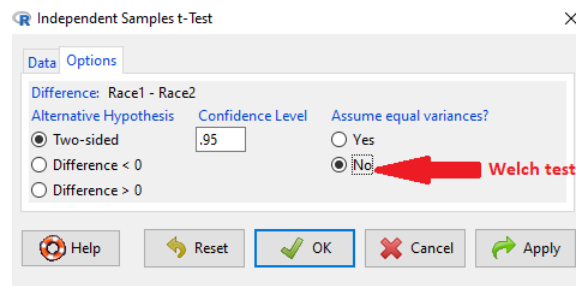 Independent Samples t-Test
Data Options
Difference: Race1 - Race2
Alternative Hypothesis Confidence Level Assume equal variances?
Two-sided .95 Yes
Difference < 0 No Welch test
Difference > 0
Help Reset OK Cancel Apply